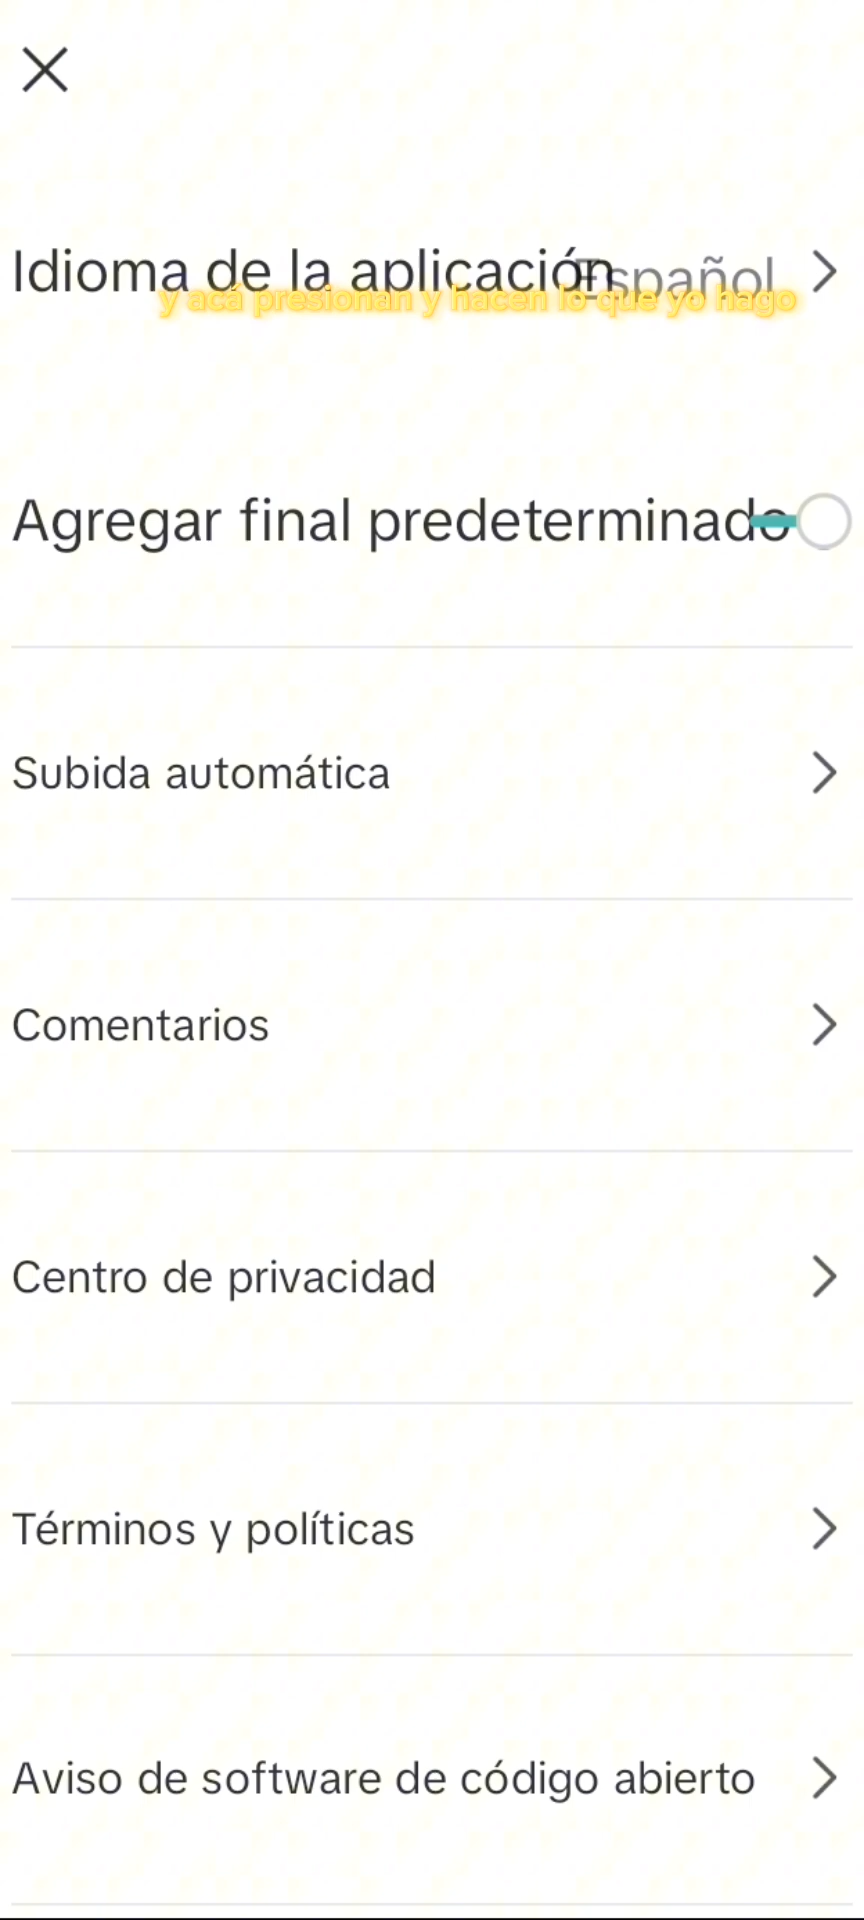 Idioma de la aplicación Español
y acá presionan y hacen lo que yo hago
Agregar final predeterminado
Subida automática
Comentarios
Centro de privacidad
Términos y políticas
Aviso de software de código abierto